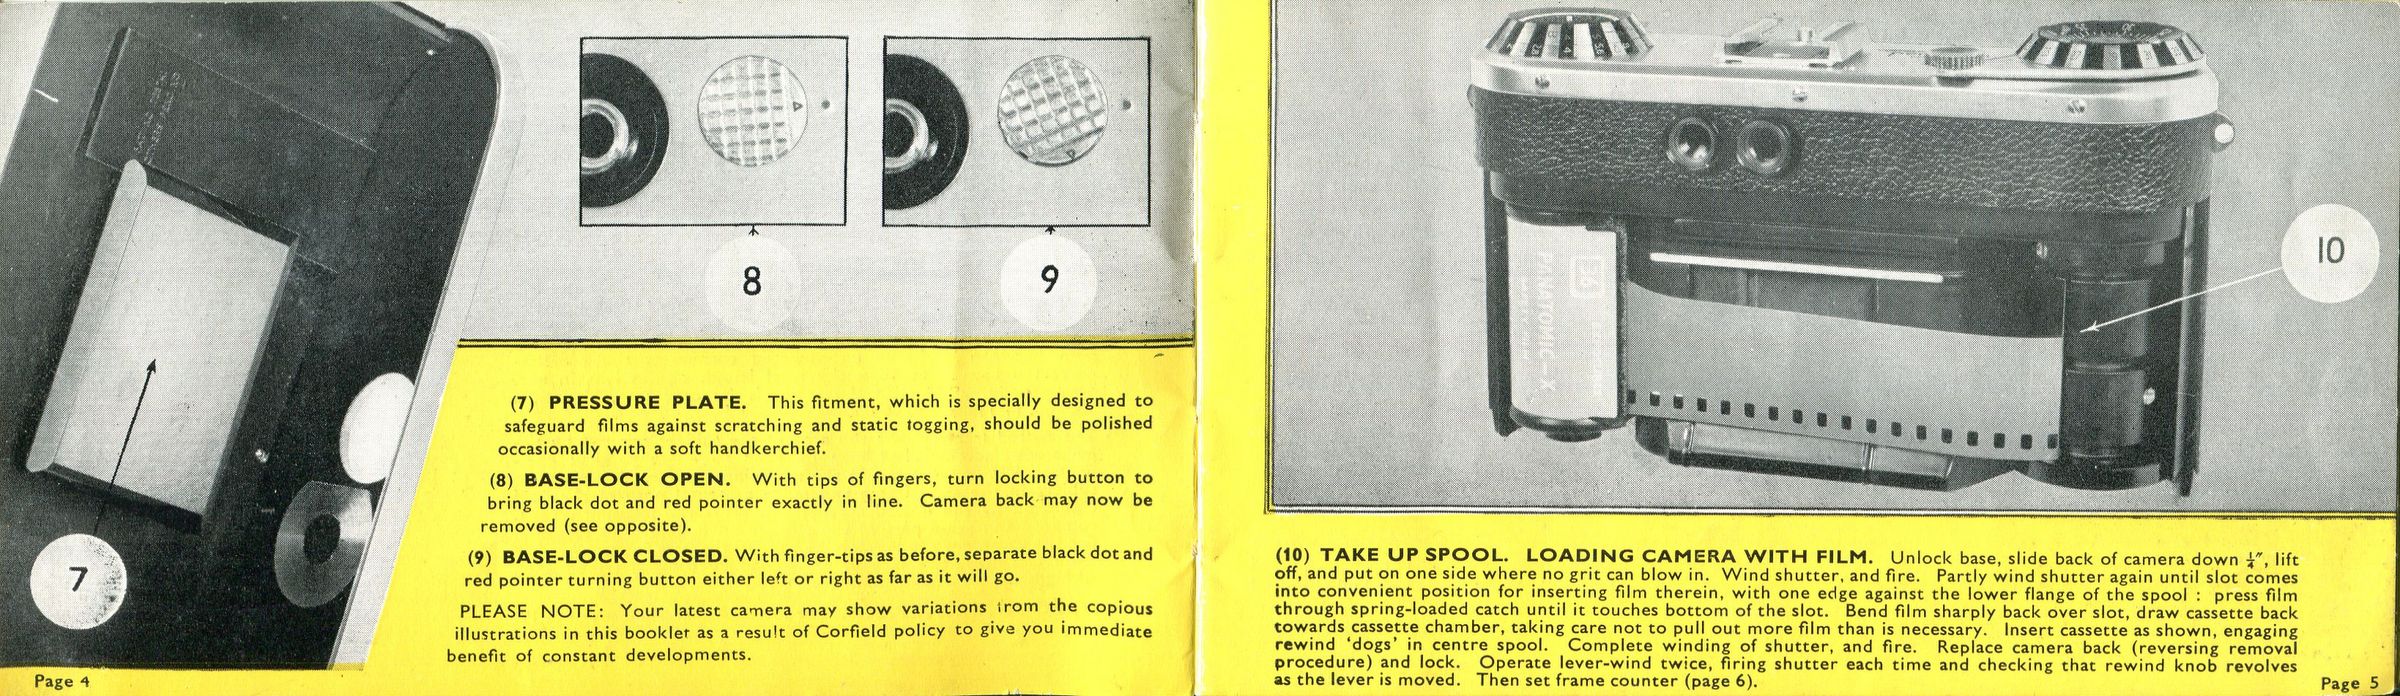 8
9
7
(7) PRESSURE PLATE. This fitment, which is specially designed to
safeguard films against scratching and static fogging, should be polished
occasionally with a soft handkerchief.
(8) BASE-LOCK OPEN. With tips of fingers, turn locking button to
bring black dot and red pointer exactly in line. Camera back may now be
removed (see opposite).
(9) BASE-LOCK CLOSED. With finger-tips as before, separate black dot and
red pointer turning button either left or right as far as it will go.
PLEASE NOTE: Your latest camera may show variations from the copious
illustrations in this booklet as a result of Corfield policy to give you immediate
benefit of constant developments.
Page 4
10
PANATOMIC-X
(10) TAKE UP SPOOL. LOADING CAMERA WITH FILM. Unlock base, slide back of camera down ¼", lift
off, and put on one side where no grit can blow in. Wind shutter, and fire. Partly wind shutter again until slot comes
into convenient position for inserting film therein, with one edge against the lower flange of the spool : press film
through spring-loaded catch until it touches bottom of the slot. Bend film sharply back over slot, draw cassette back
towards cassette chamber, taking care not to pull out more film than is necessary. Insert cassette as shown, engaging
rewind 'dogs' in centre spool. Complete winding of shutter, and fire. Replace camera back (reversing removal
procedure) and lock. Operate lever-wind twice, firing shutter each time and checking that rewind knob revolves
as the lever is moved. Then set frame counter (page 6).
Page 5